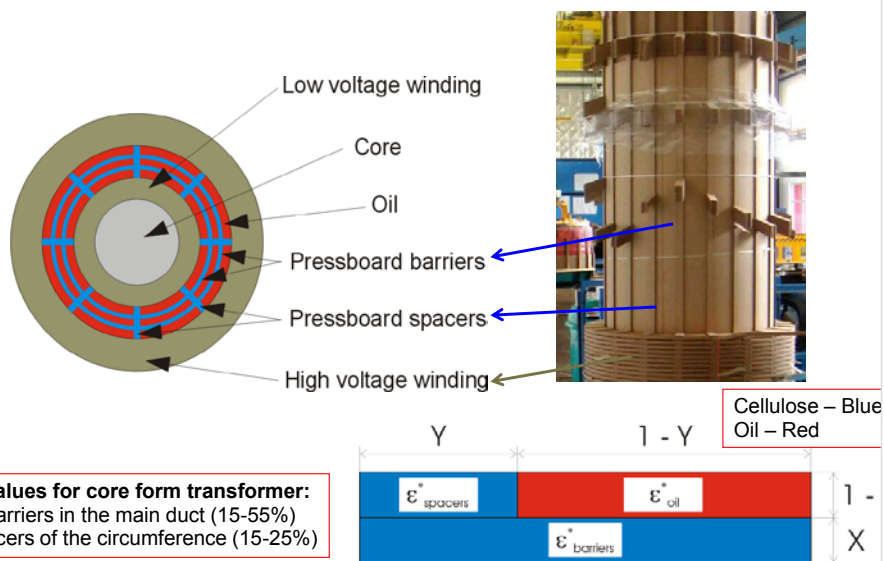 Low voltage winding
Core
Oil
Pressboard barriers
Pressboard spacers
High voltage winding
Cellulose – Blue
Oil – Red
Y
1 - Y
alues for core form transformer:
arriers in the main duct (15-55%)
cers of the circumference (15-25%)
ε*spacers
ε*oil
1 -
ε*barriers
X